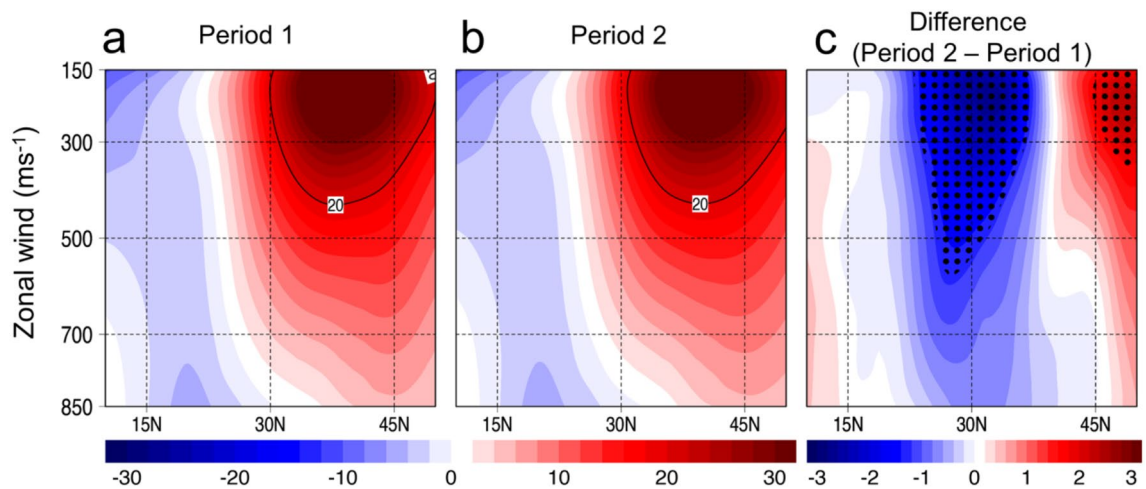 a Period 1
b Period 2
c Difference
(Period 2 – Period 1)
Zonal wind (ms-1)
150
300
500
700
850
20
2
20
15N 30N 45N
15N 30N 45N
15N 30N 45N
-30 -20 -10 0 10 20 30
-3 -2 -1 0 1 2 3